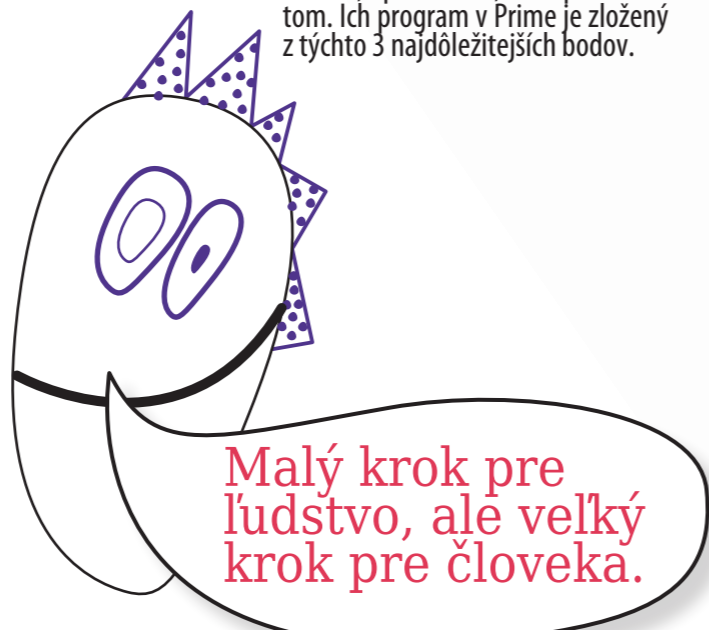 tom. Ich program v Prime je zložený
z týchto 3 najdôležitejších bodov.
Malý krok pre
ľudstvo, ale veľký
krok pre človeka.